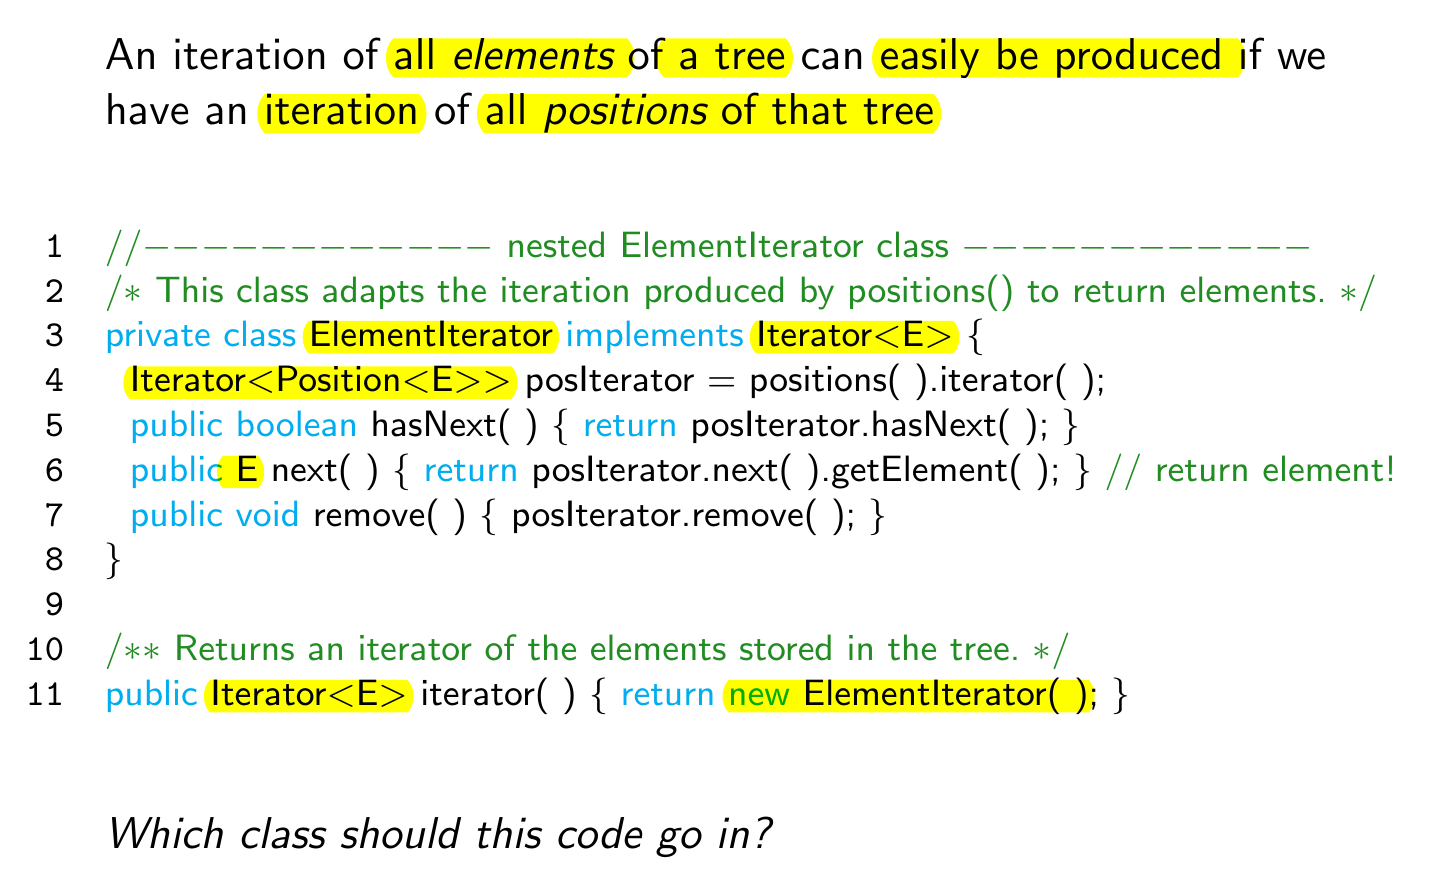 An iteration of all elements of a tree can easily be produced if we
have an iteration of all positions of that tree
1 //−−−−−−−−−−−− nested ElementIterator class −−−−−−−−−−−−
2 /∗ This class adapts the iteration produced by positions() to return elements. ∗/
3 private class ElementIterator implements Iterator<E> {
4 Iterator<Position<E>> posIterator = positions( ).iterator( );
5 public boolean hasNext( ) { return posIterator.hasNext( ); }
6 public E next( ) { return posIterator.next( ).getElement( ); } // return element!
7 public void remove( ) { posIterator.remove( ); }
8 }
9
10 /∗∗ Returns an iterator of the elements stored in the tree. ∗/
11 public Iterator<E> iterator( ) { return new ElementIterator( ); }
Which class should this code go in?